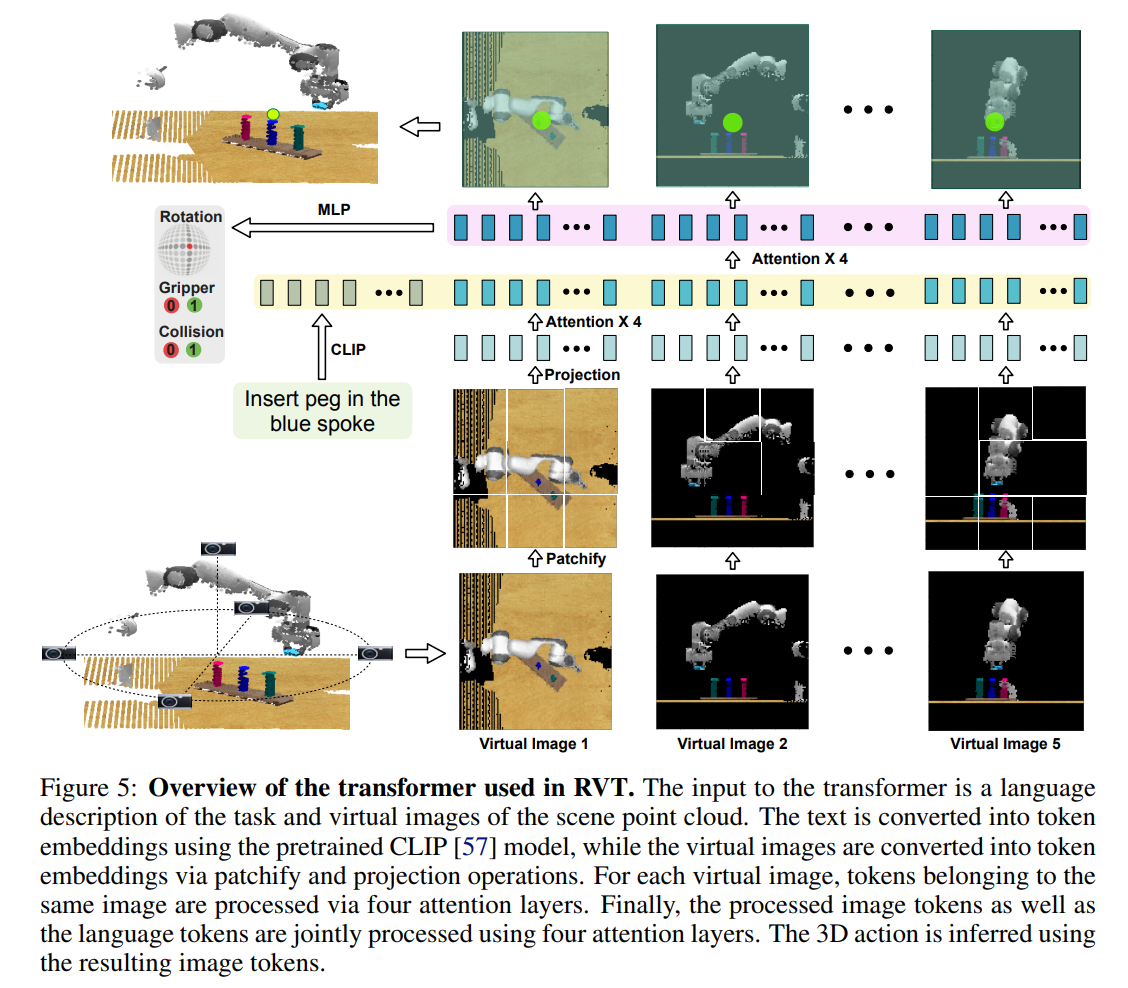 MLP
Rotation
Attention X 4
Gripper
0 1
Attention X 4
Collision
0 1
CLIP
Projection
Insert peg in the
blue spoke
Patchify
Virtual Image 1
Virtual Image 2
Virtual Image 5
Figure 5: Overview of the transformer used in RVT. The input to the transformer is a language
description of the task and virtual images of the scene point cloud. The text is converted into token
embeddings using the pretrained CLIP [57] model, while the virtual images are converted into token
embeddings via patchify and projection operations. For each virtual image, tokens belonging to the
same image are processed via four attention layers. Finally, the processed image tokens as well as
the language tokens are jointly processed using four attention layers. The 3D action is inferred using
the resulting image tokens.